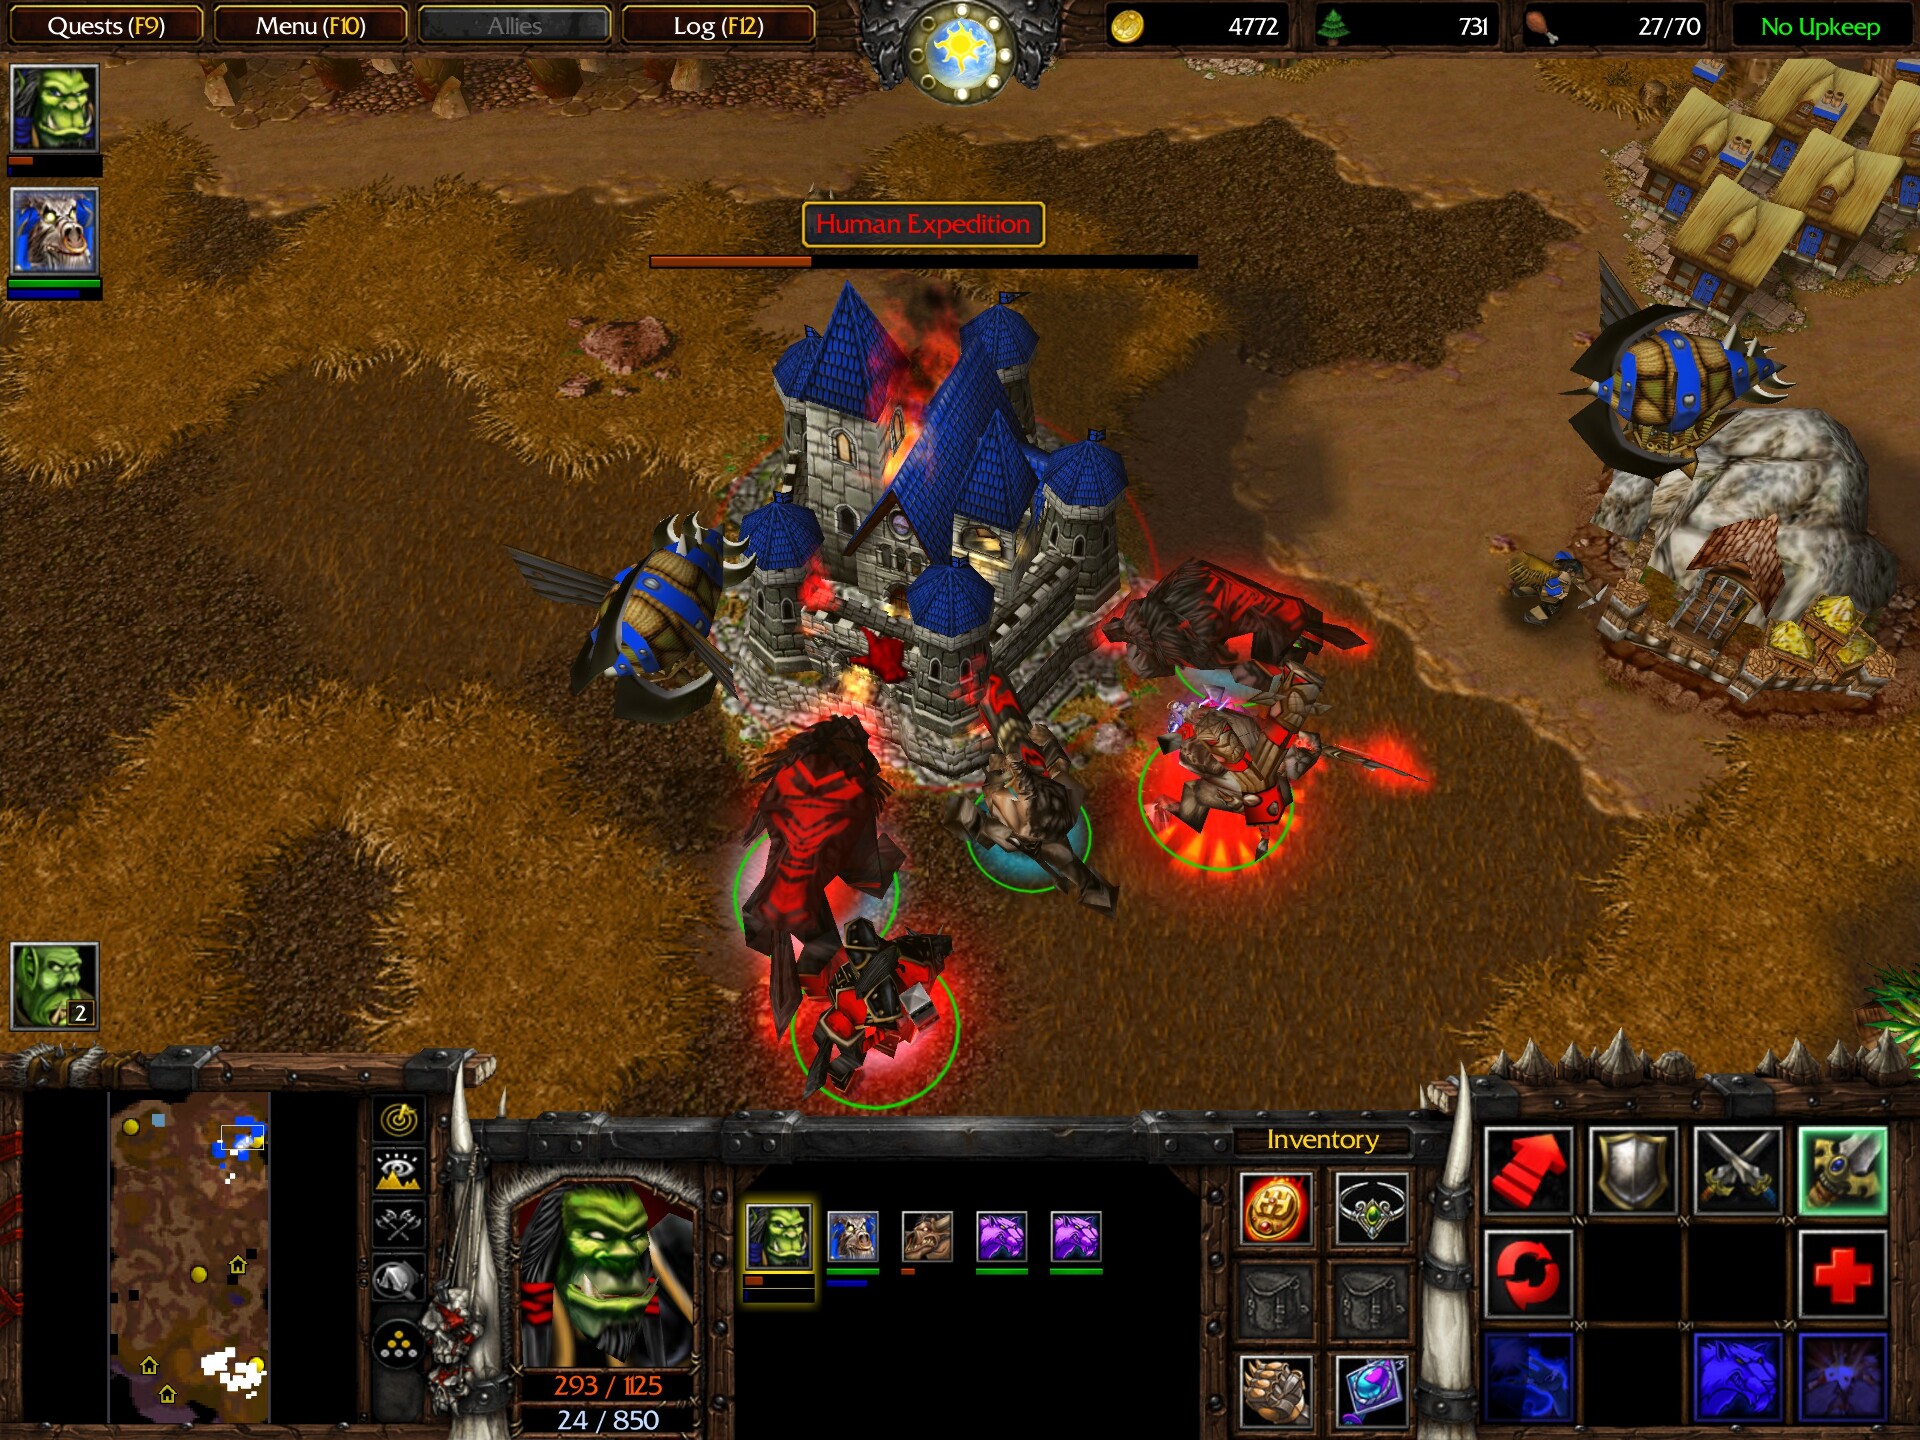 Quests (F9) Menu (F10) Allies Log (F12) 4772 731 27/70 No Upkeep
Human Expedition
2
Inventory
293 / 1125
24 / 850